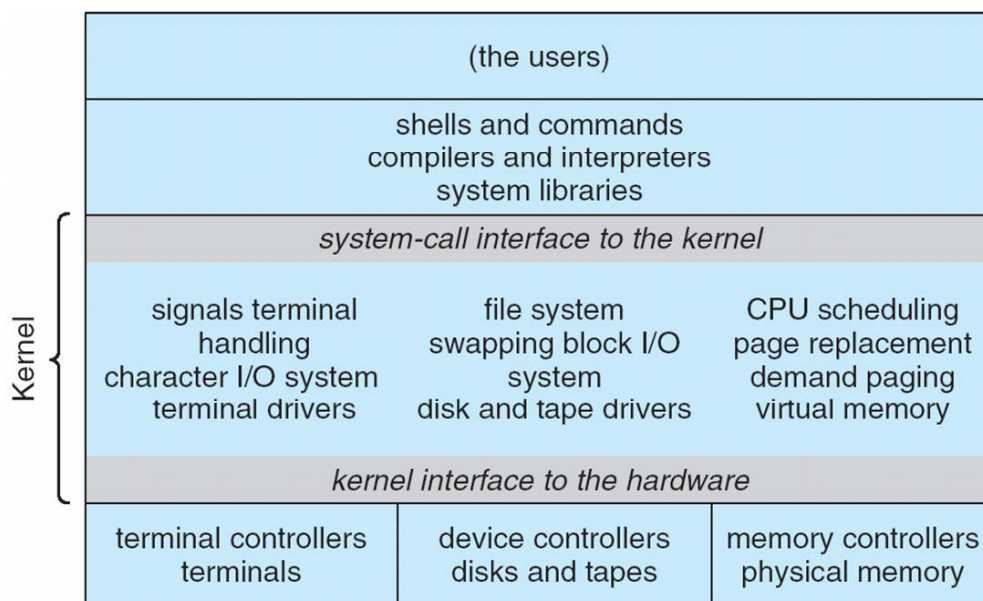 (the users)
shells and commands
compilers and interpreters
system libraries
Kernel
system-call interface to the kernel
signals terminal
handling
character I/O system
terminal drivers
file system
swapping block I/O
system
disk and tape drivers
CPU scheduling
page replacement
demand paging
virtual memory
kernel interface to the hardware
terminal controllers
terminals
device controllers
disks and tapes
memory controllers
physical memory